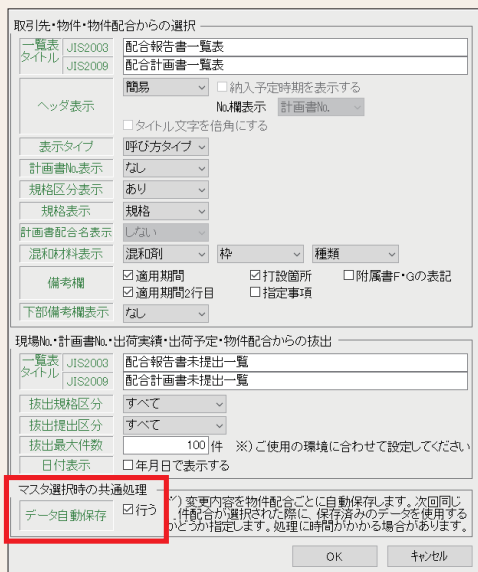 取引先・物件・物件配合からの選択
一覧表タイトル JIS2003 配合報告書一覧表
JIS2009 配合計画書一覧表
ヘッダ表示 簡易 納入予定時期を表示する
No.欄表示 計画書No.
タイトル文字を倍角にする
表示タイプ 呼び方タイプ
計画書No.表示 なし
規格区分表示 あり
規格表示 規格
計画書配合名表示 しない
混和材料表示 混和剤 枠 種類
備考欄 適用期間 打設箇所 附属書F・Gの表記
適用期間2行目 指定事項
下部備考欄表示 なし
現場No.・計画書No.・出荷実績・出荷予定・物件配合からの抜出
一覧表タイトル JIS2003 配合報告書未提出一覧
JIS2009 配合計画書未提出一覧
抜出規格区分 すべて
抜出提出区分 すべて
抜出最大件数 100 件 ※)ご使用の環境に合わせて設定してください
日付表示 年月日で表示する
マスタ選択時の共通処理
データ自動保存 行う
)変更内容を物件配合ごとに自動保存します。次回同じ
件配合が選択された際に、保存済みのデータを使用する
かどうか指定します。処理に時間がかかる場合があります。
OK キャンセル